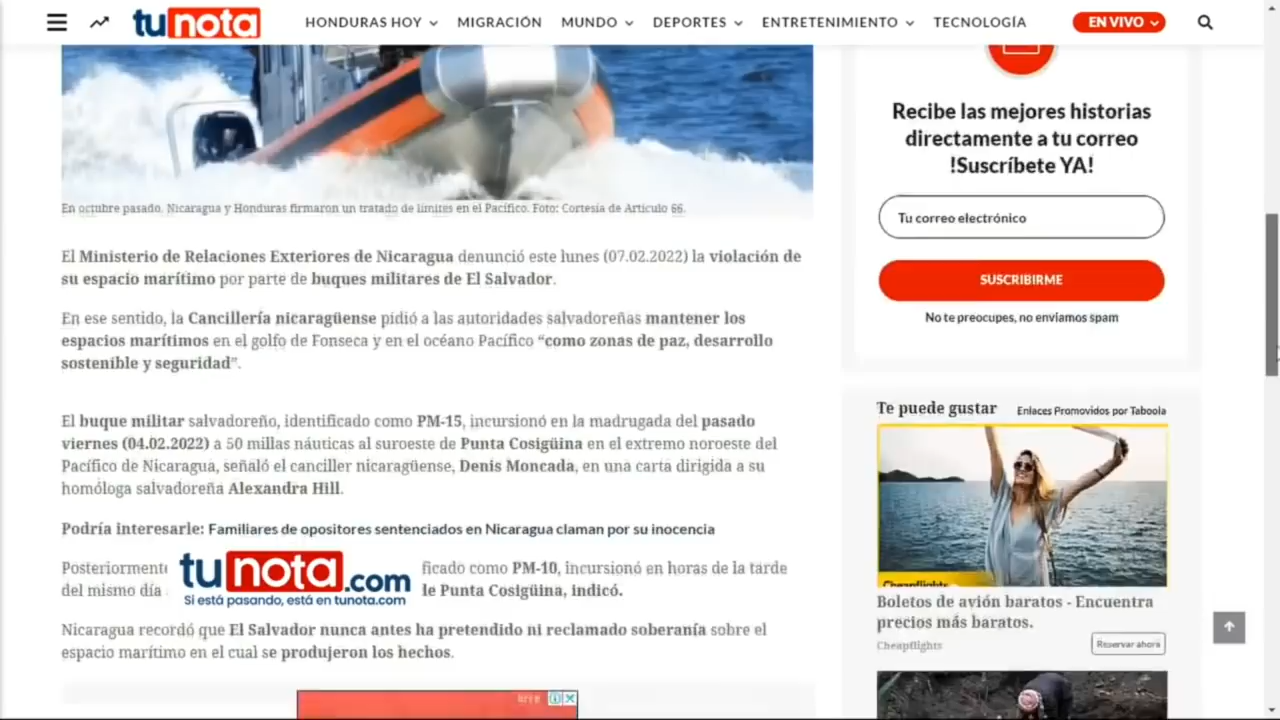 tunota
HONDURAS HOY MIGRACIÓN MUNDO DEPORTES ENTRETENIMIENTO TECNOLOGÍA EN VIVO
En octubre pasado, Nicaragua y Honduras firmaron un tratado de límites en el Pacífico. Foto: Cortesía de Artículo 66.
El Ministerio de Relaciones Exteriores de Nicaragua denunció este lunes (07.02.2022) la violación de
su espacio marítimo por parte de buques militares de El Salvador.
En ese sentido, la Cancillería nicaragüense pidió a las autoridades salvadoreñas mantener los
espacios marítimos en el golfo de Fonseca y en el océano Pacífico “como zonas de paz, desarrollo
sostenible y seguridad”.
El buque militar salvadoreño, identificado como PM-15, incursionó en la madrugada del pasado
viernes (04.02.2022) a 50 millas náuticas al suroeste de Punta Cosigüina en el extremo noroeste del
Pacífico de Nicaragua, señaló el canciller nicaragüense, Denis Moncada, en una carta dirigida a su
homóloga salvadoreña Alexandra Hill.
Podría interesarle: Familiares de opositores sentenciados en Nicaragua claman por su inocencia
Posteriormente ficado como PM-10, incursionó en horas de la tarde
del mismo día le Punta Cosigüina, indicó.
tunota.com
Si está pasando, está en tunota.com
Nicaragua recordó que El Salvador nunca antes ha pretendido ni reclamado soberanía sobre el
espacio marítimo en el cual se produjeron los hechos.
Recibe las mejores historias
directamente a tu correo
!Suscríbete YA!
Tu correo electrónico
SUSCRIBIRME
No te preocupes, no enviamos spam
Te puede gustar Enlaces Promovidos por Taboola
Cheapflights
Boletos de avión baratos - Encuentra
precios más baratos.
Cheapflights
Reservar ahora